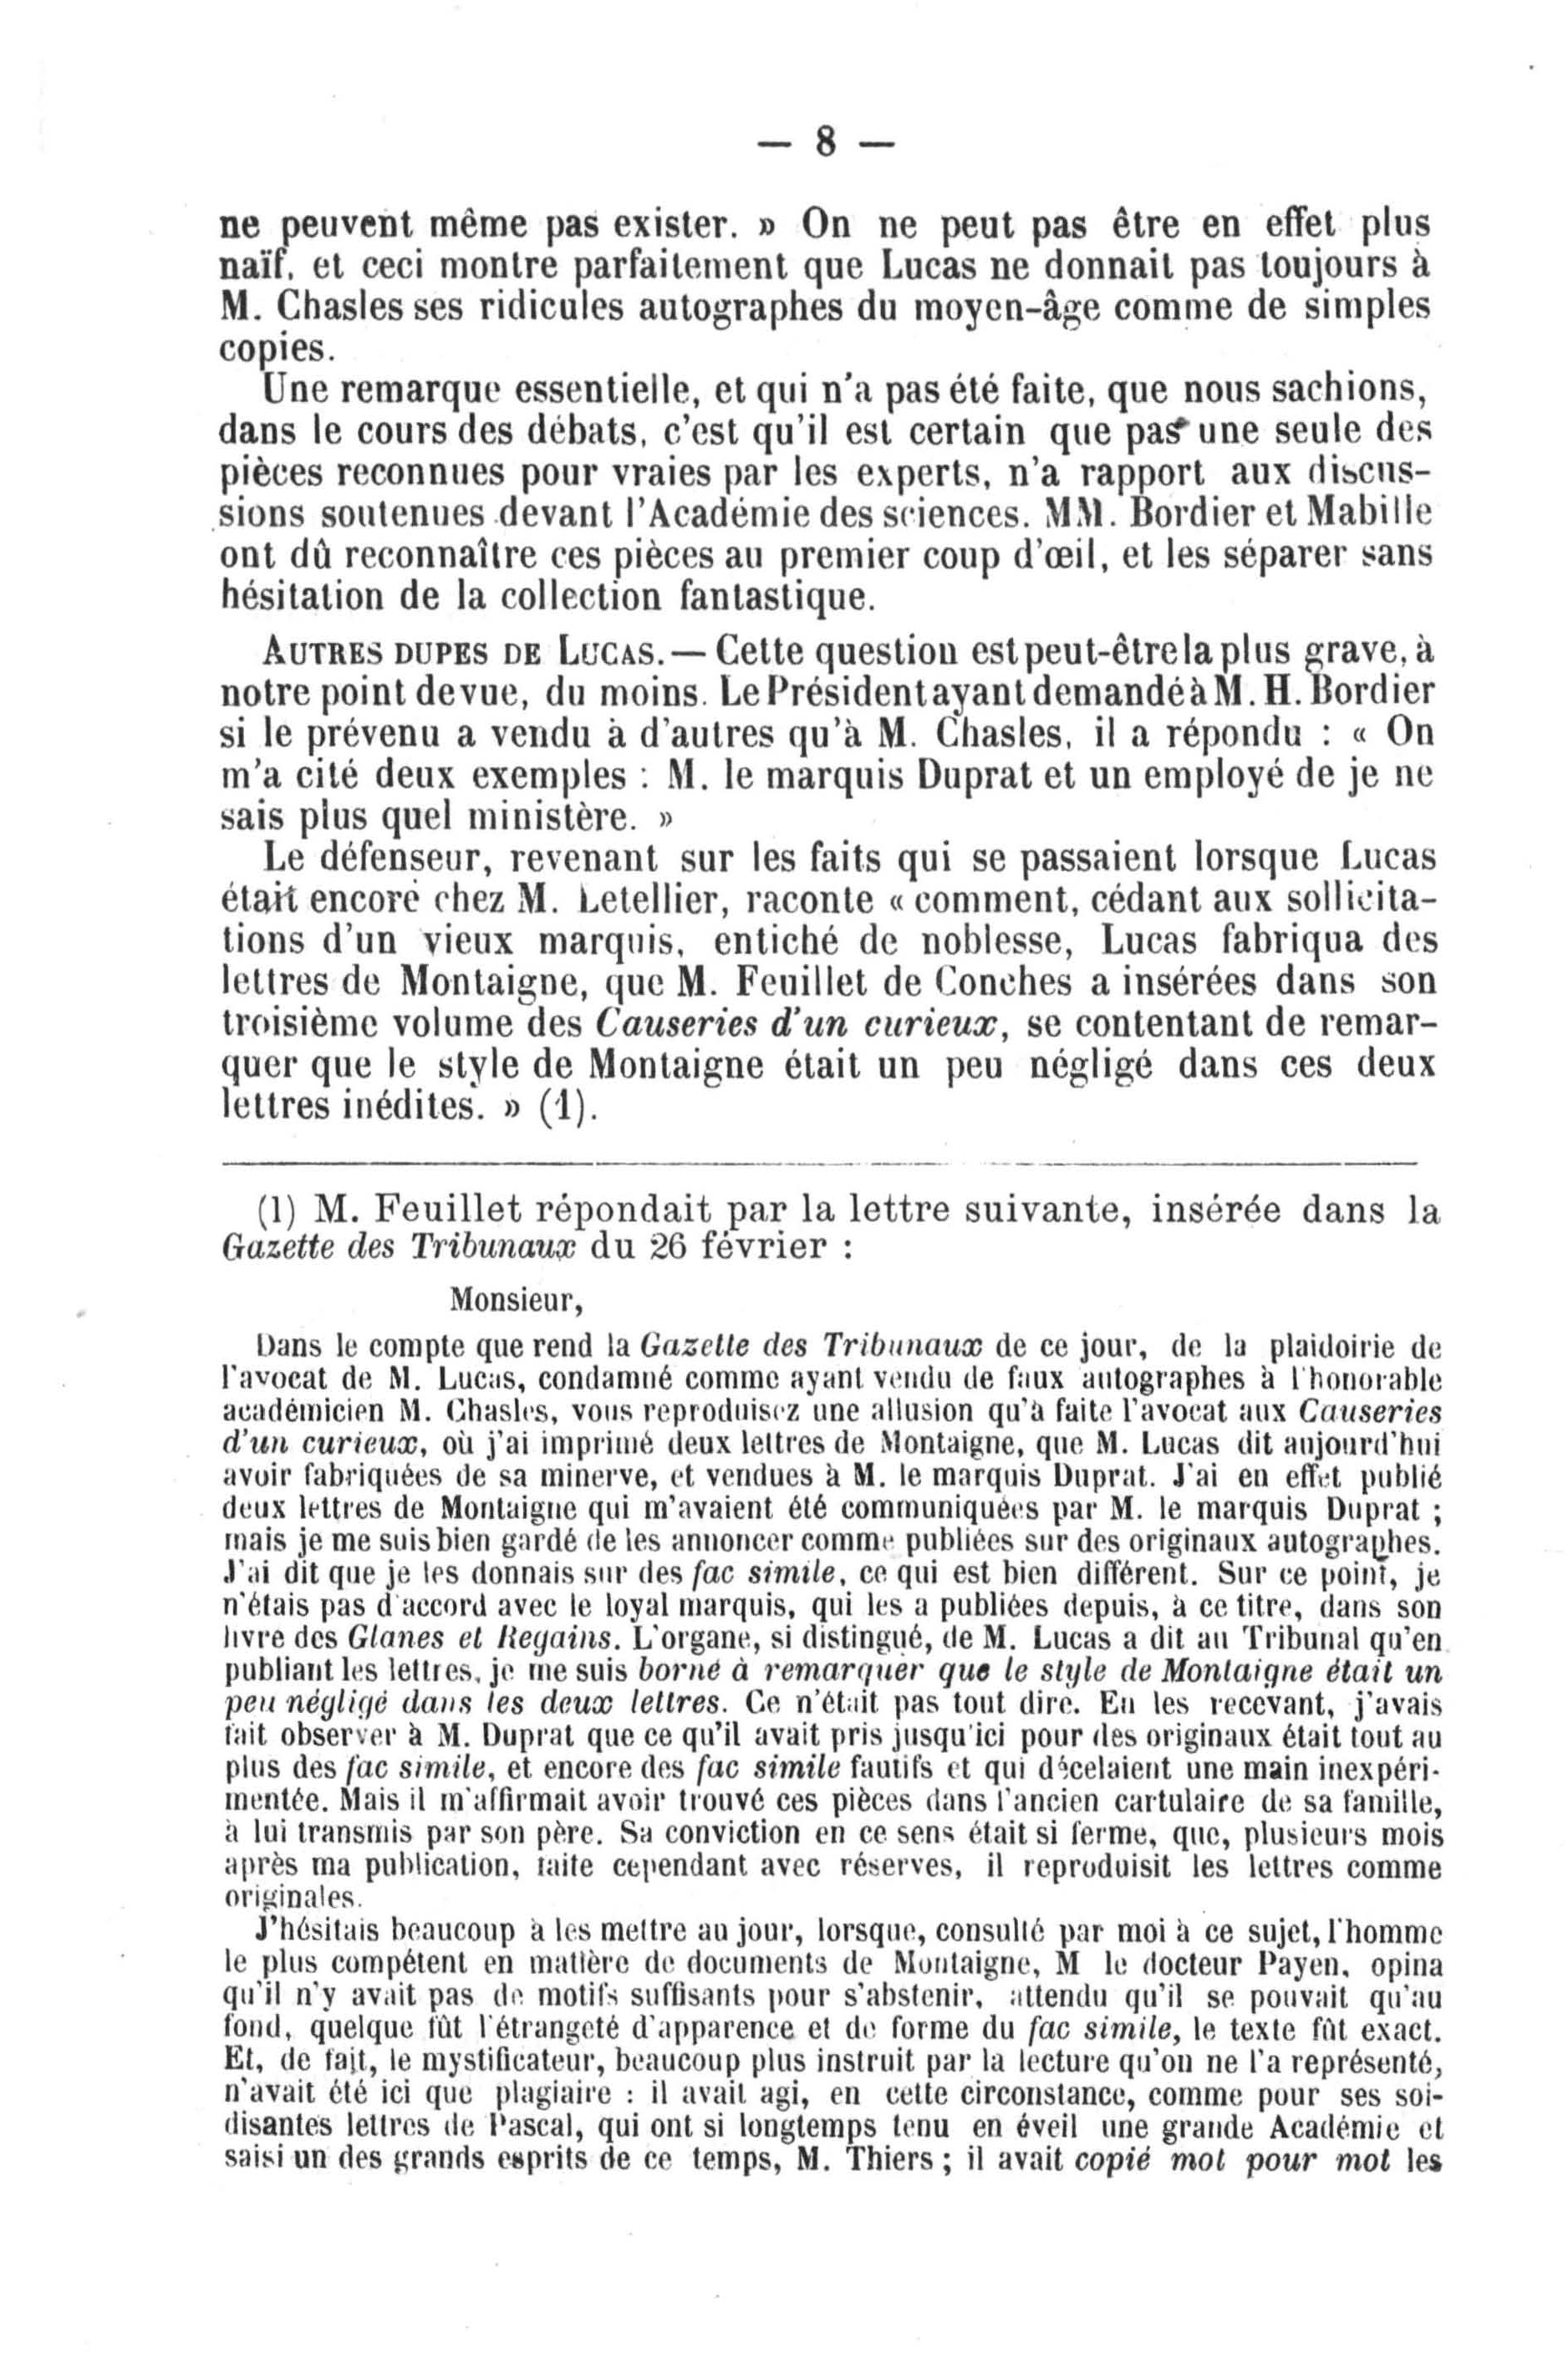 — 8 —
ne peuvent même pas exister. » On ne peut pas être en effet plus
naïf, et ceci montre parfaitement que Lucas ne donnait pas toujours à
M. Chasles ses ridicules autographes du moyen-âge comme de simples
copies.
Une remarque essentielle, et qui n'a pas été faite, que nous sachions,
dans le cours des débats, c'est qu'il est certain que pas une seule des
pièces reconnues pour vraies par les experts, n'a rapport aux discus-
sions soutenues devant l'Académie des sciences. MM. Bordier et Mabille
ont dû reconnaître ces pièces au premier coup d'œil, et les séparer sans
hésitation de la collection fantastique.
AUTRES DUPES DE LUCAS. — Cette question est peut-être la plus grave, à
notre point de vue, du moins. Le Président ayant demandé à M. H. Bordier
si le prévenu a vendu à d'autres qu'à M. Chasles, il a répondu : « On
m'a cité deux exemples : M. le marquis Duprat et un employé de je ne
sais plus quel ministère. »
Le défenseur, revenant sur les faits qui se passaient lorsque Lucas
était encore chez M. Letellier, raconte « comment, cédant aux sollicita-
tions d'un vieux marquis, entiché de noblesse, Lucas fabriqua des
lettres de Montaigne, que M. Feuillet de Conches a insérées dans son
troisième volume des Causeries d'un curieux, se contentant de remar-
quer que le style de Montaigne était un peu négligé dans ces deux
lettres inédites. » (1).
(1) M. Feuillet répondait par la lettre suivante, insérée dans la
Gazette des Tribunaux du 26 février :
Monsieur,
Dans le compte que rend la Gazette des Tribunaux de ce jour, de la plaidoirie de
l'avocat de M. Lucas, condamné comme ayant vendu de faux autographes à l'honorable
académicien M. Chasles, vous reproduisez une allusion qu'à faite l'avocat aux Causeries
d'un curieux, où j'ai imprimé deux lettres de Montaigne, que M. Lucas dit aujourd'hui
avoir fabriquées de sa minerve, et vendues à M. le marquis Duprat. J'ai en effet publié
deux lettres de Montaigne qui m'avaient été communiquées par M. le marquis Duprat ;
mais je me suis bien gardé de les annoncer comme publiées sur des originaux autographes.
J'ai dit que je les donnais sur des fac simile, ce qui est bien différent. Sur ce point, je
n'étais pas d'accord avec le loyal marquis, qui les a publiées depuis, à ce titre, dans son
livre des Glanes et Regains. L'organe, si distingué, de M. Lucas a dit au Tribunal qu'en
publiant les lettres, je me suis borné à remarquer que le style de Montaigne était un
peu négligé dans les deux lettres. Ce n'était pas tout dire. En les recevant, j'avais
fait observer à M. Duprat que ce qu'il avait pris jusqu'ici pour des originaux était tout au
plus des fac simile, et encore des fac simile fautifs et qui décelaient une main inexpéri-
mentée. Mais il m'affirmait avoir trouvé ces pièces dans l'ancien cartulaire de sa famille,
à lui transmis par son père. Sa conviction en ce sens était si ferme, que, plusieurs mois
après ma publication, faite cependant avec réserves, il reproduisit les lettres comme
originales.
J'hésitais beaucoup à les mettre au jour, lorsque, consulté par moi à ce sujet, l'homme
le plus compétent en matière de documents de Montaigne, M le docteur Payen, opina
qu'il n'y avait pas de motifs suffisants pour s'abstenir, attendu qu'il se pouvait qu'au
fond, quelque fût l'étrangeté d'apparence et de forme du fac simile, le texte fût exact.
Et, de fait, le mystificateur, beaucoup plus instruit par la lecture qu'on ne l'a représenté,
n'avait été ici que plagiaire : il avait agi, en cette circonstance, comme pour ses soi-
disantes lettres de Pascal, qui ont si longtemps tenu en éveil une grande Académie et
saisi un des grands esprits de ce temps, M. Thiers ; il avait copié mot pour mot les